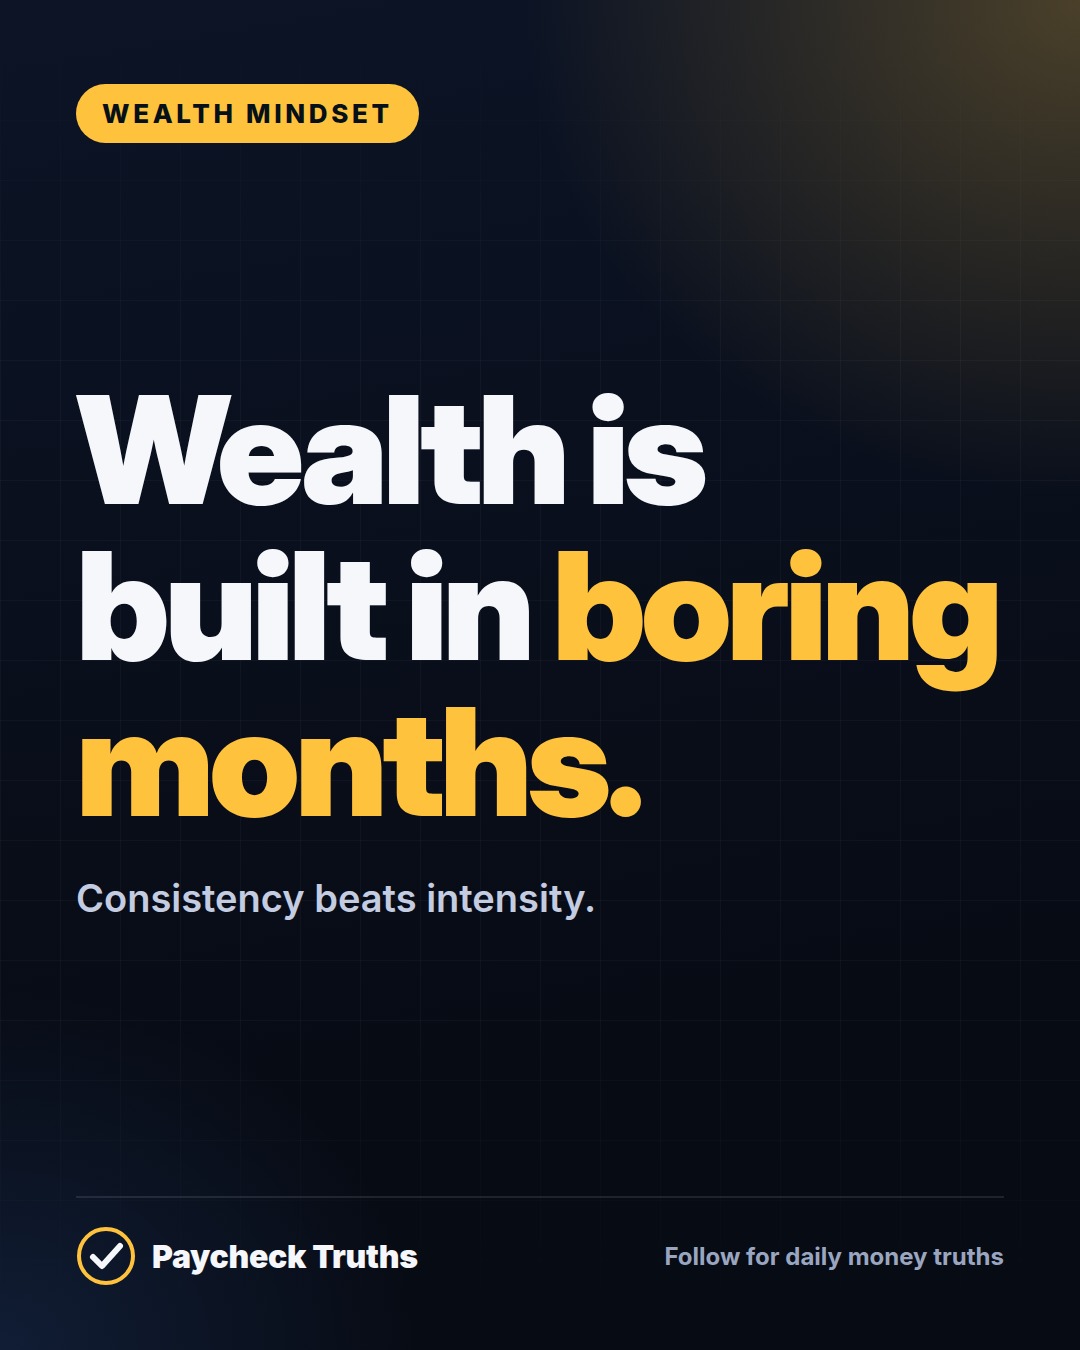 WEALTH MINDSET
Wealth is
built in boring
months.
Consistency beats intensity.
Paycheck Truths
Follow for daily money truths